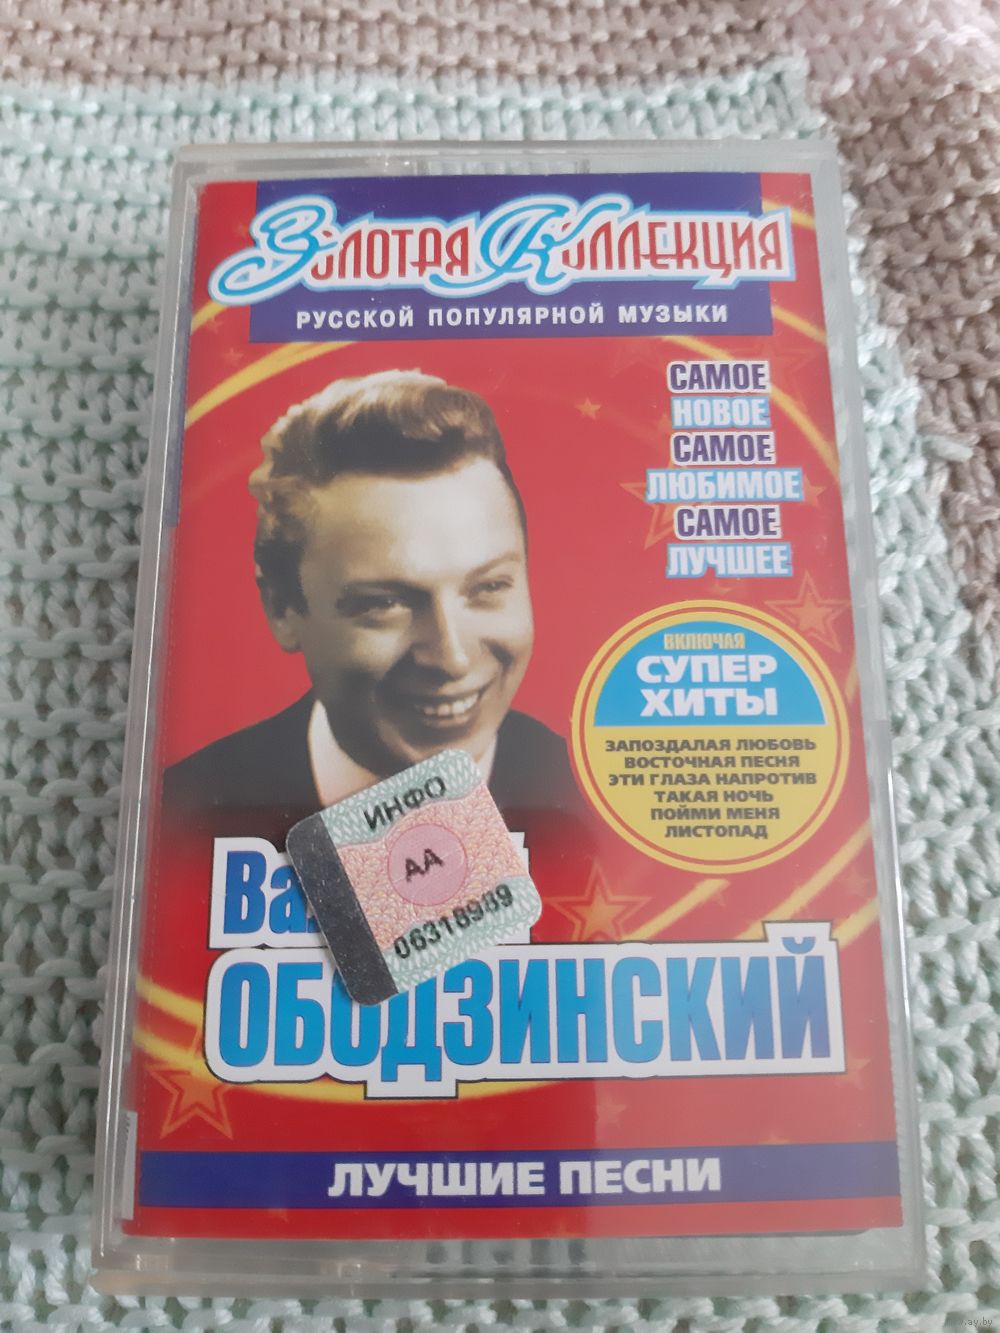 Золотая Коллекция
РУССКОЙ ПОПУЛЯРНОЙ МУЗЫКИ
САМОЕ
НОВОЕ
САМОЕ
ЛЮБИМОЕ
САМОЕ
ЛУЧШЕЕ
ВКЛЮЧАЯ
СУПЕР
ХИТЫ
ЗАПОЗДАЛАЯ ЛЮБОВЬ
ВОСТОЧНАЯ ПЕСНЯ
ЭТИ ГЛАЗА НАПРОТИВ
ТАКАЯ НОЧЬ
ПОЙМИ МЕНЯ
ЛИСТОПАД
ИНФО
АА
06318989
ОБОДЗИНСКИЙ
ЛУЧШИЕ ПЕСНИ